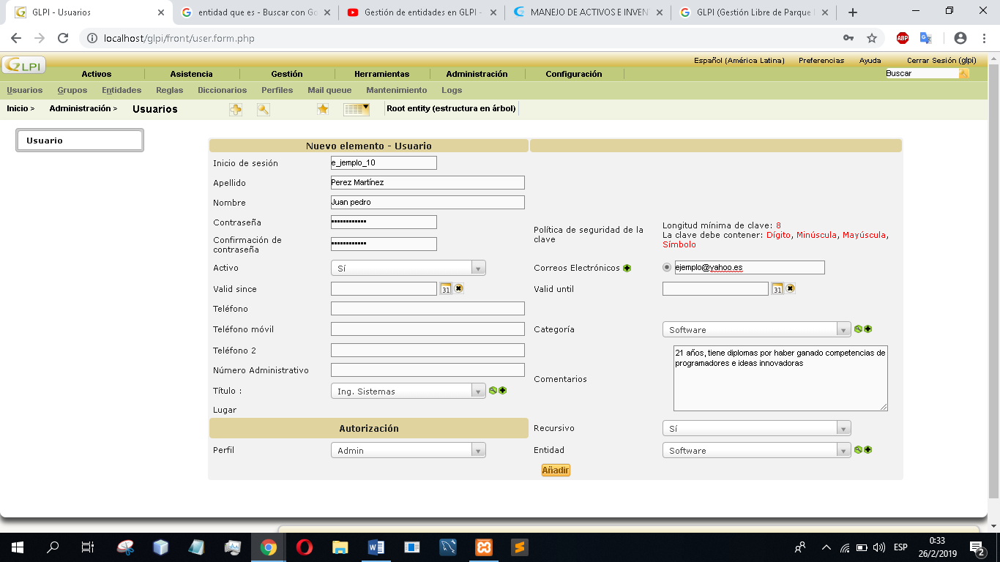 GLPI - Usuarios
entidad que es - Buscar con Go
Gestión de entidades en GLPI -
MANEJO DE ACTIVOS E INVEN
GLPI (Gestión Libre de Parque
localhost/glpi/front/user.form.php
ABP
GLPI
Español (América Latina) Preferencias Ayuda Cerrar Sesión (glpi)
Activos Asistencia Gestión Herramientas Administración Configuración
Buscar
Usuarios Grupos Entidades Reglas Diccionarios Perfiles Mail queue Mantenimiento Logs
Inicio > Administración > Usuarios Root entity (estructura en árbol)
Usuario
Nuevo elemento - Usuario
Inicio de sesión e_jemplo_10
Apellido Perez Martínez
Nombre Juan pedro
Contraseña ••••••••••••
Política de seguridad de la clave
Longitud mínima de clave: 8
La clave debe contener: Dígito, Minúscula, Mayúscula,
Símbolo
Confirmación de
contraseña ••••••••••••
Activo Sí Correos Electrónicos ejemplo@yahoo.es
Valid since 31 Valid until 31
Teléfono
Teléfono móvil Categoría Software
Teléfono 2
Comentarios 21 años, tiene diplomas por haber ganado competencias de
programadores e ideas innovadoras
Número Administrativo
Título : Ing. Sistemas
Lugar
Autorización Recursivo Sí
Perfil Admin Entidad Software
Añadir
ESP
0:33
26/2/2019
2